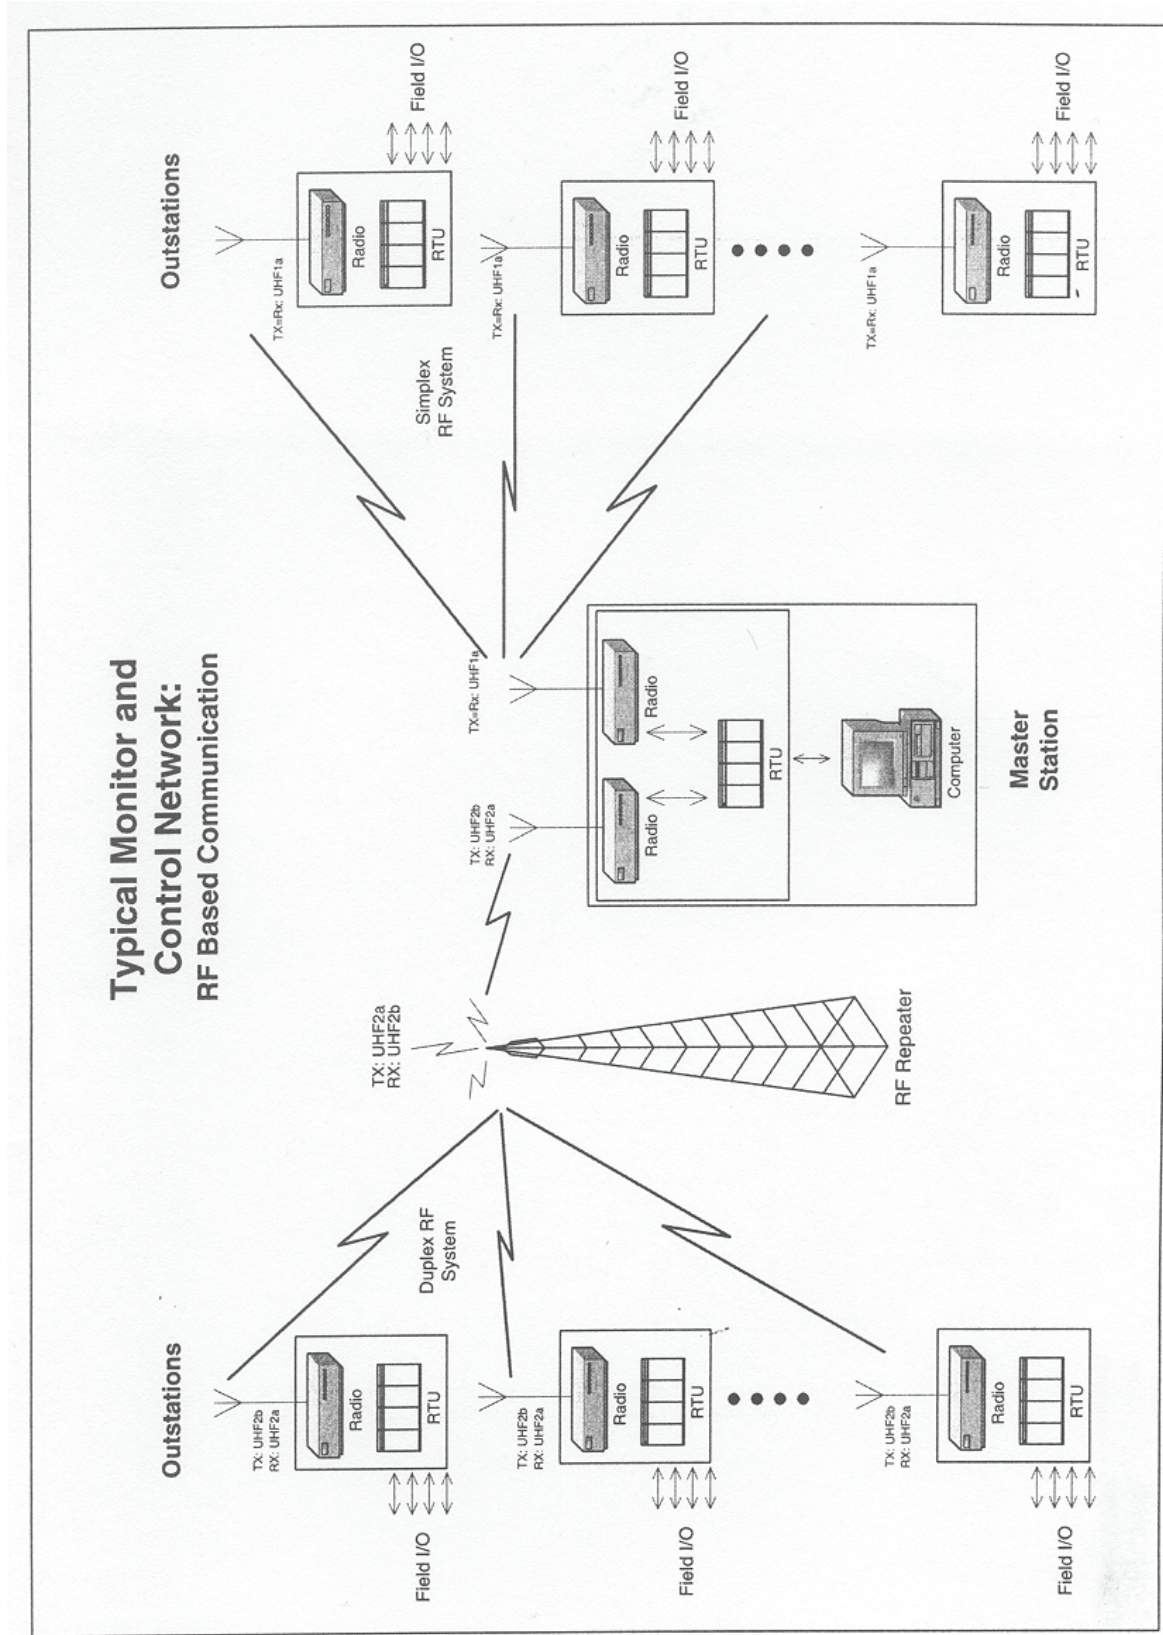 Typical Monitor and
Control Network:
RF Based Communication
Outstations
TX: UHF2b
RX: UHF2a
Radio
RTU
Field I/O
TX: UHF2b
RX: UHF2a
Radio
RTU
Field I/O
TX: UHF2b
RX: UHF2a
Radio
RTU
Field I/O
Duplex RF
System
TX: UHF2a
RX: UHF2b
RF Repeater
TX: UHF2b
RX: UHF2a
Radio
TX=Rx: UHF1a
Radio
RTU
Computer
Master
Station
Simplex
RF System
Outstations
TX=Rx: UHF1a
Radio
RTU
Field I/O
TX=Rx: UHF1a
Radio
RTU
Field I/O
TX=Rx: UHF1a
Radio
RTU
Field I/O